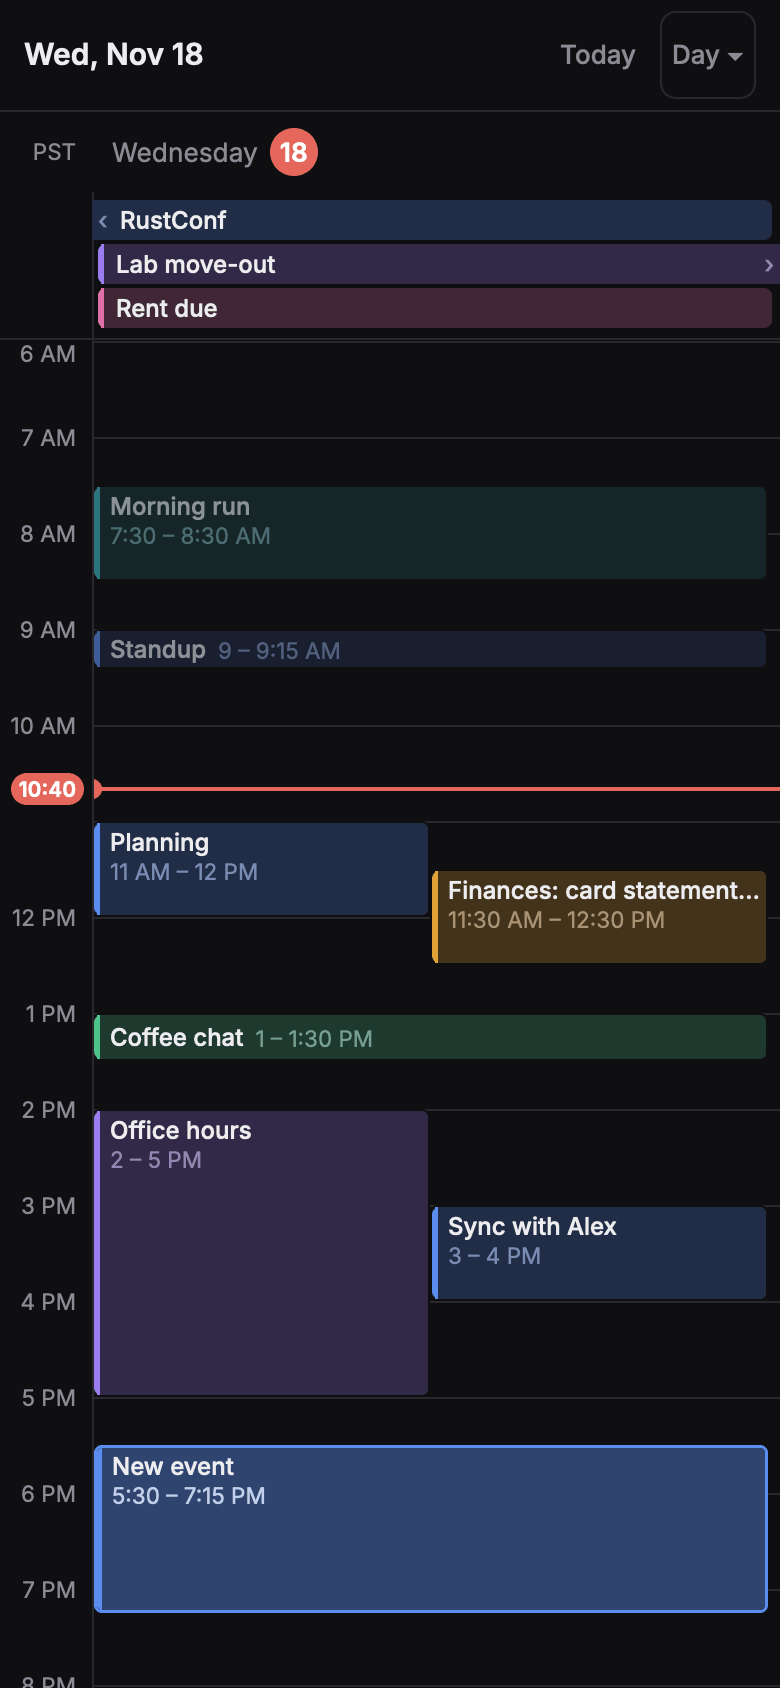 Wed, Nov 18
Today
Day
PST
Wednesday 18
RustConf
Lab move-out
Rent due
6 AM
7 AM
Morning run
7:30 – 8:30 AM
8 AM
9 AM
Standup 9 – 9:15 AM
10 AM
10:40
Planning
11 AM – 12 PM
Finances: card statement...
11:30 AM – 12:30 PM
12 PM
1 PM
Coffee chat 1 – 1:30 PM
2 PM
Office hours
2 – 5 PM
3 PM
Sync with Alex
3 – 4 PM
4 PM
5 PM
New event
5:30 – 7:15 PM
6 PM
7 PM
8 PM